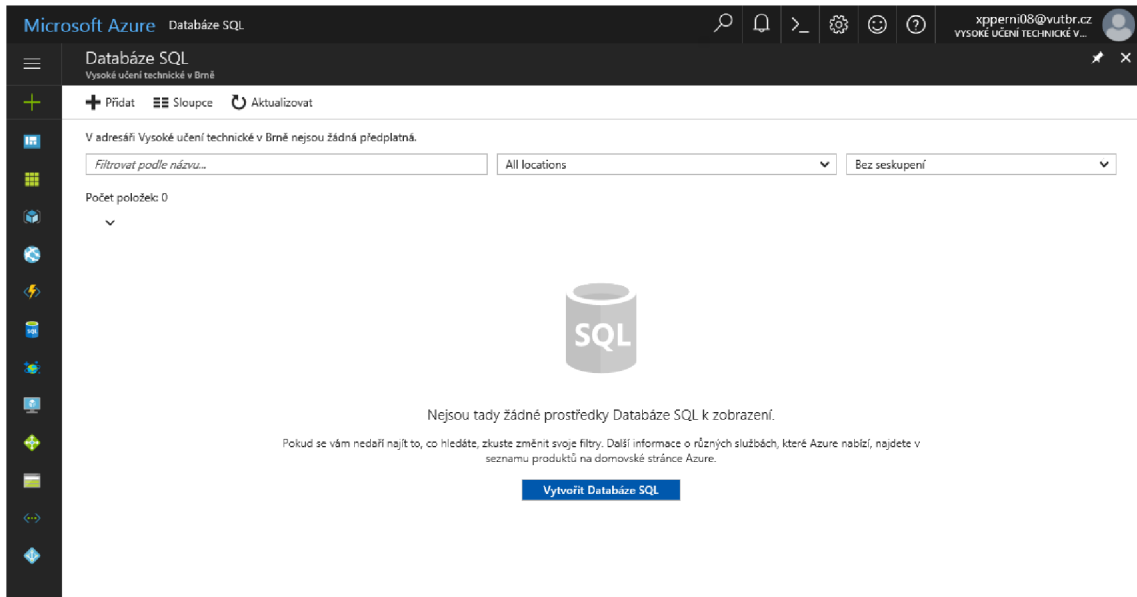 Microsoft Azure Databáze SQL
xpperni08@vutbr.cz
VYSOKÉ UČENÍ TECHNICKÉ V...
Databáze SQL
Vysoké učení technické v Brně
Přidat Sloupce Aktualizovat
V adresáři Vysoké učení technické v Brně nejsou žádná předplatná.
Filtrovat podle názvu... All locations Bez seskupení
Počet položek: 0
SQL
SQL
Nejsou tady žádné prostředky Databáze SQL k zobrazení.
Pokud se vám nedaří najít to, co hledáte, zkuste změnit svoje filtry. Další informace o různých službách, které Azure nabízí, najdete v
seznamu produktů na domovské stránce Azure.
Vytvořit Databáze SQL